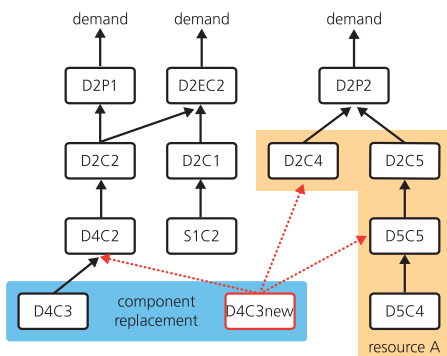 demand
demand
demand
D2P1
D2EC2
D2P2
D2C2
D2C1
D2C4
D2C5
D4C2
S1C2
D5C5
D4C3
component
replacement
D4C3new
D5C4
resource A